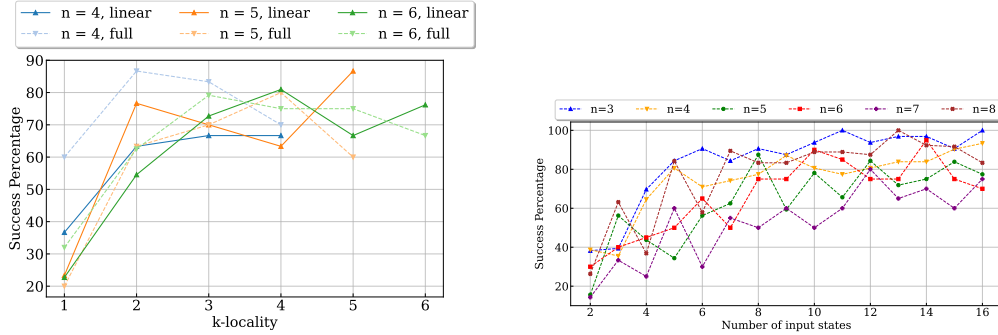 n = 4, linear
n = 5, linear
n = 6, linear
n = 4, full
n = 5, full
n = 6, full
90
80
70
60
50
40
30
20
Success Percentage
1
2
3
4
5
6
k-locality
n=3
n=4
n=5
n=6
n=7
n=8
100
80
60
40
20
Success Percentage
2
4
6
8
10
12
14
16
Number of input states